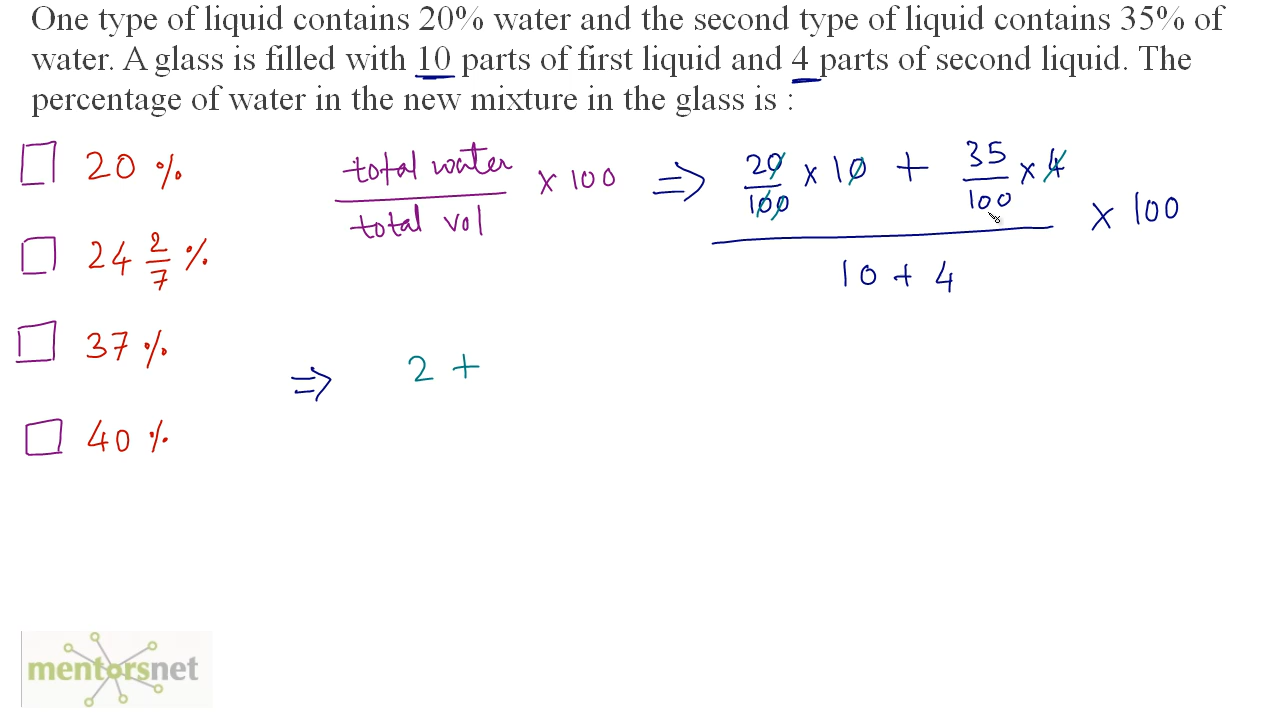 One type of liquid contains 20% water and the second type of liquid contains 35% of
water. A glass is filled with 10 parts of first liquid and 4 parts of second liquid. The
percentage of water in the new mixture in the glass is :
20 %
24 2/7 %
37 %
40 %
total water / total vol × 100 ⇒ (20/100 × 10 + 35/100 × 4) / (10 + 4) × 100
⇒ 2 +
mentorsnet